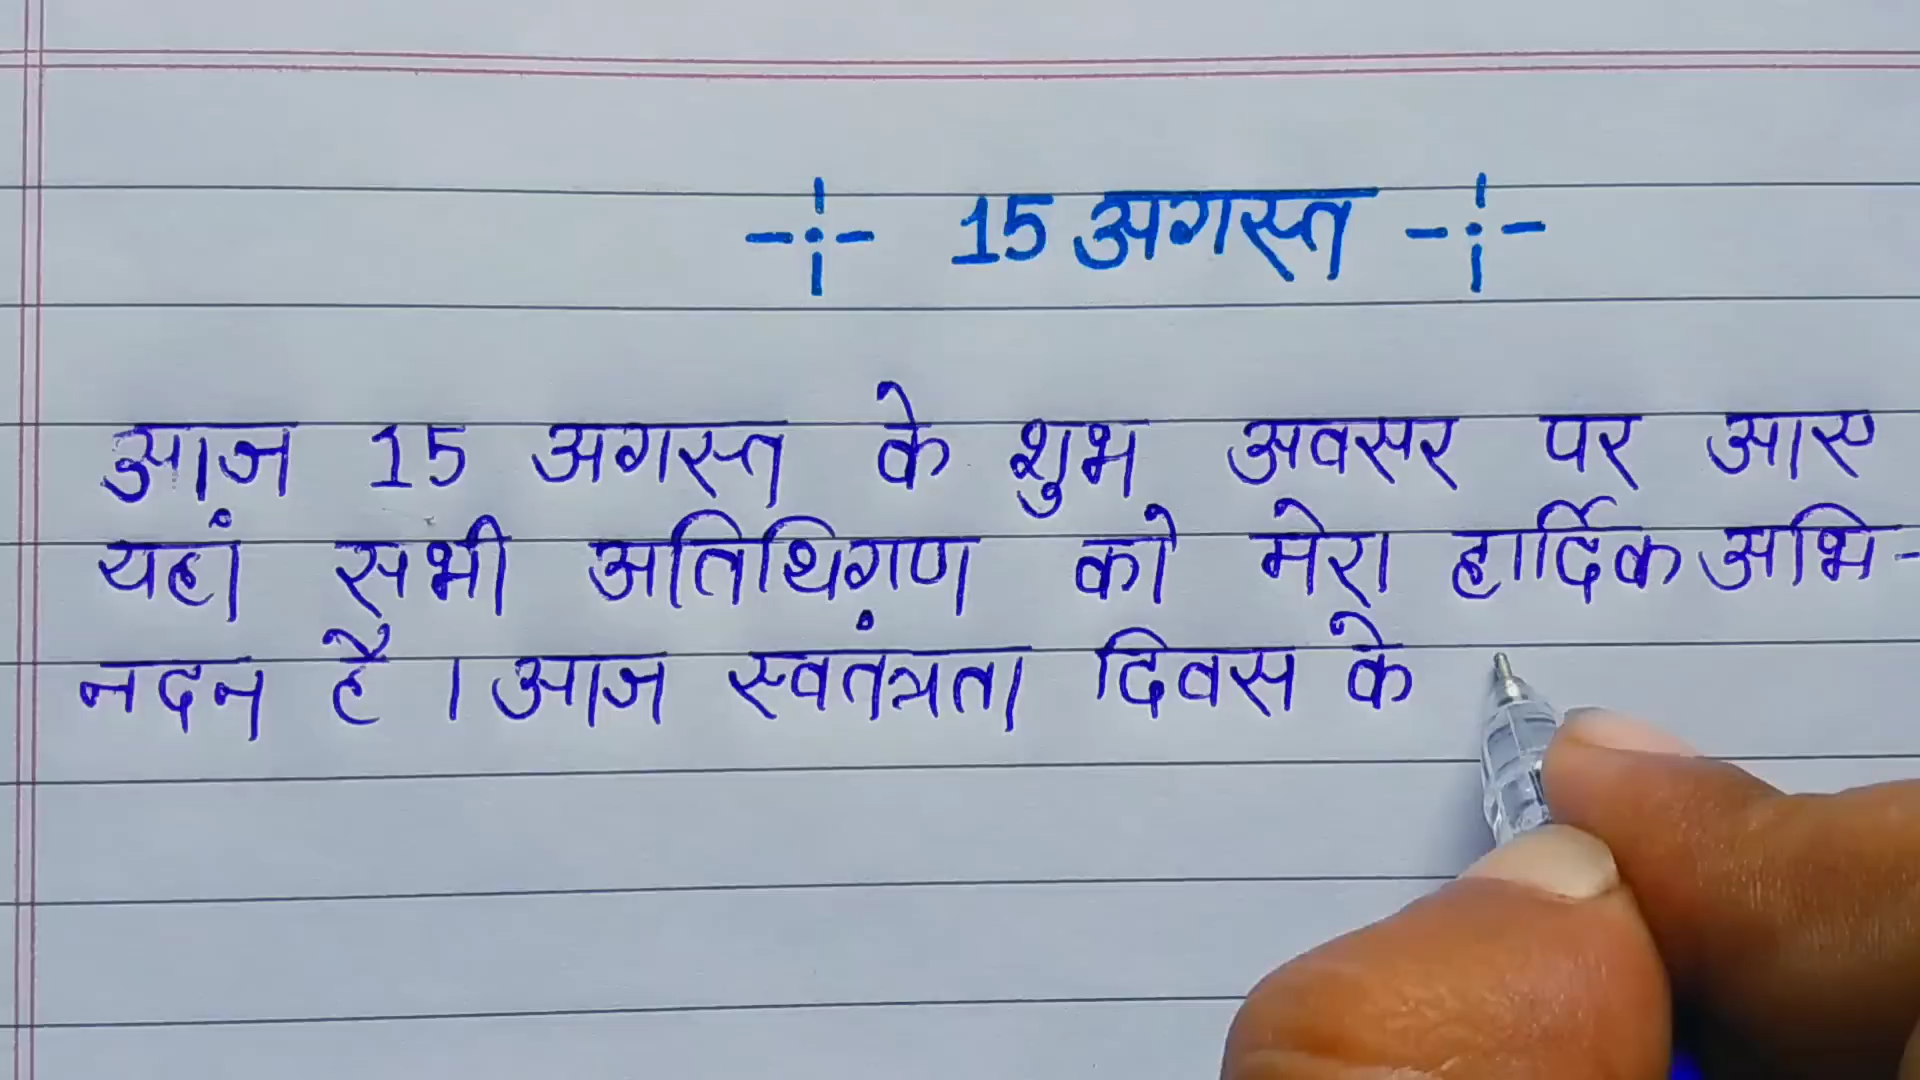 15 अगस्त
आज 15 अगस्त के शुभ अवसर पर आए
यहां सभी अतिथिगण को मेरा हार्दिक अभि-
नदन है । आज स्वतंत्रता दिवस के